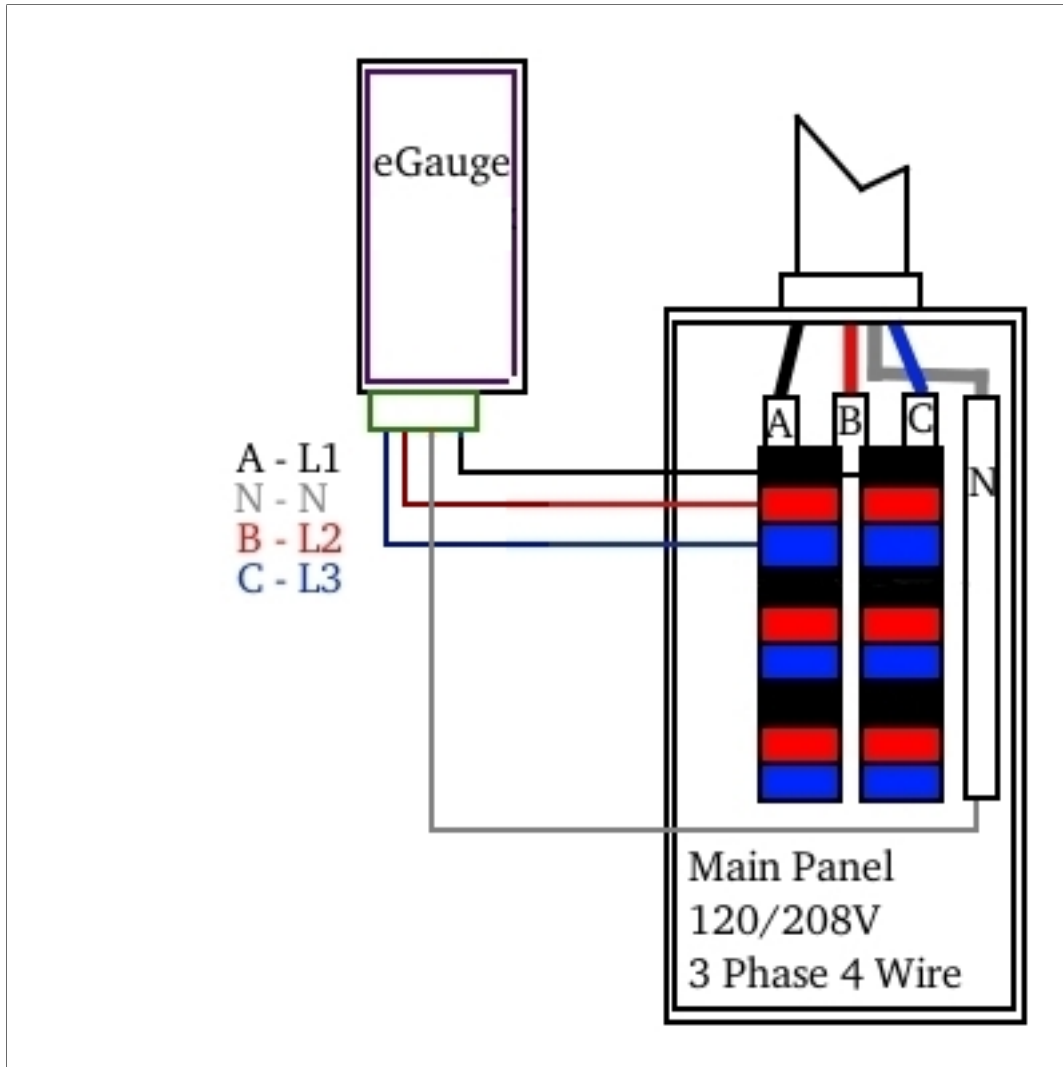 eGauge
A
B
C
N
A - L1
N - N
B - L2
C - L3
Main Panel
120/208V
3 Phase 4 Wire